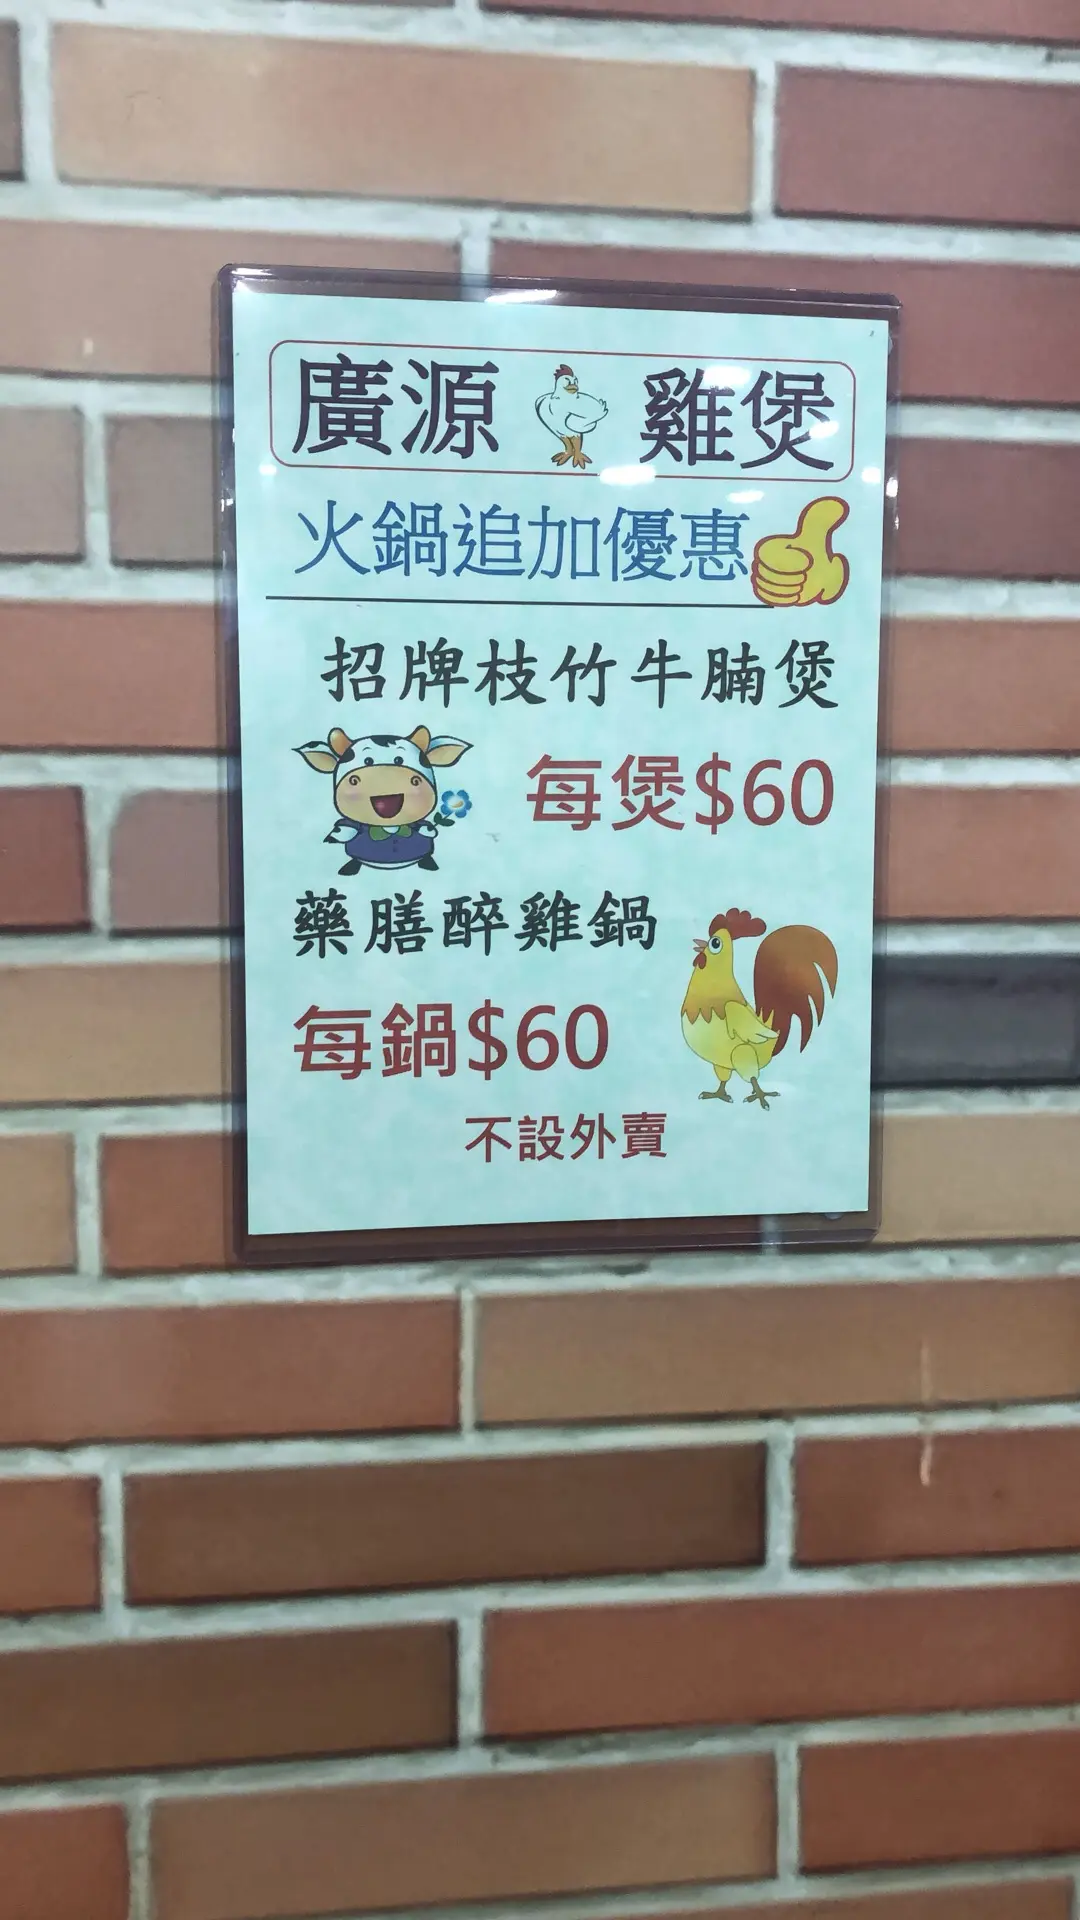 廣源 雞煲
火鍋追加優惠
招牌枝竹牛腩煲
每煲$60
藥膳醉雞鍋
每鍋$60
不設外賣